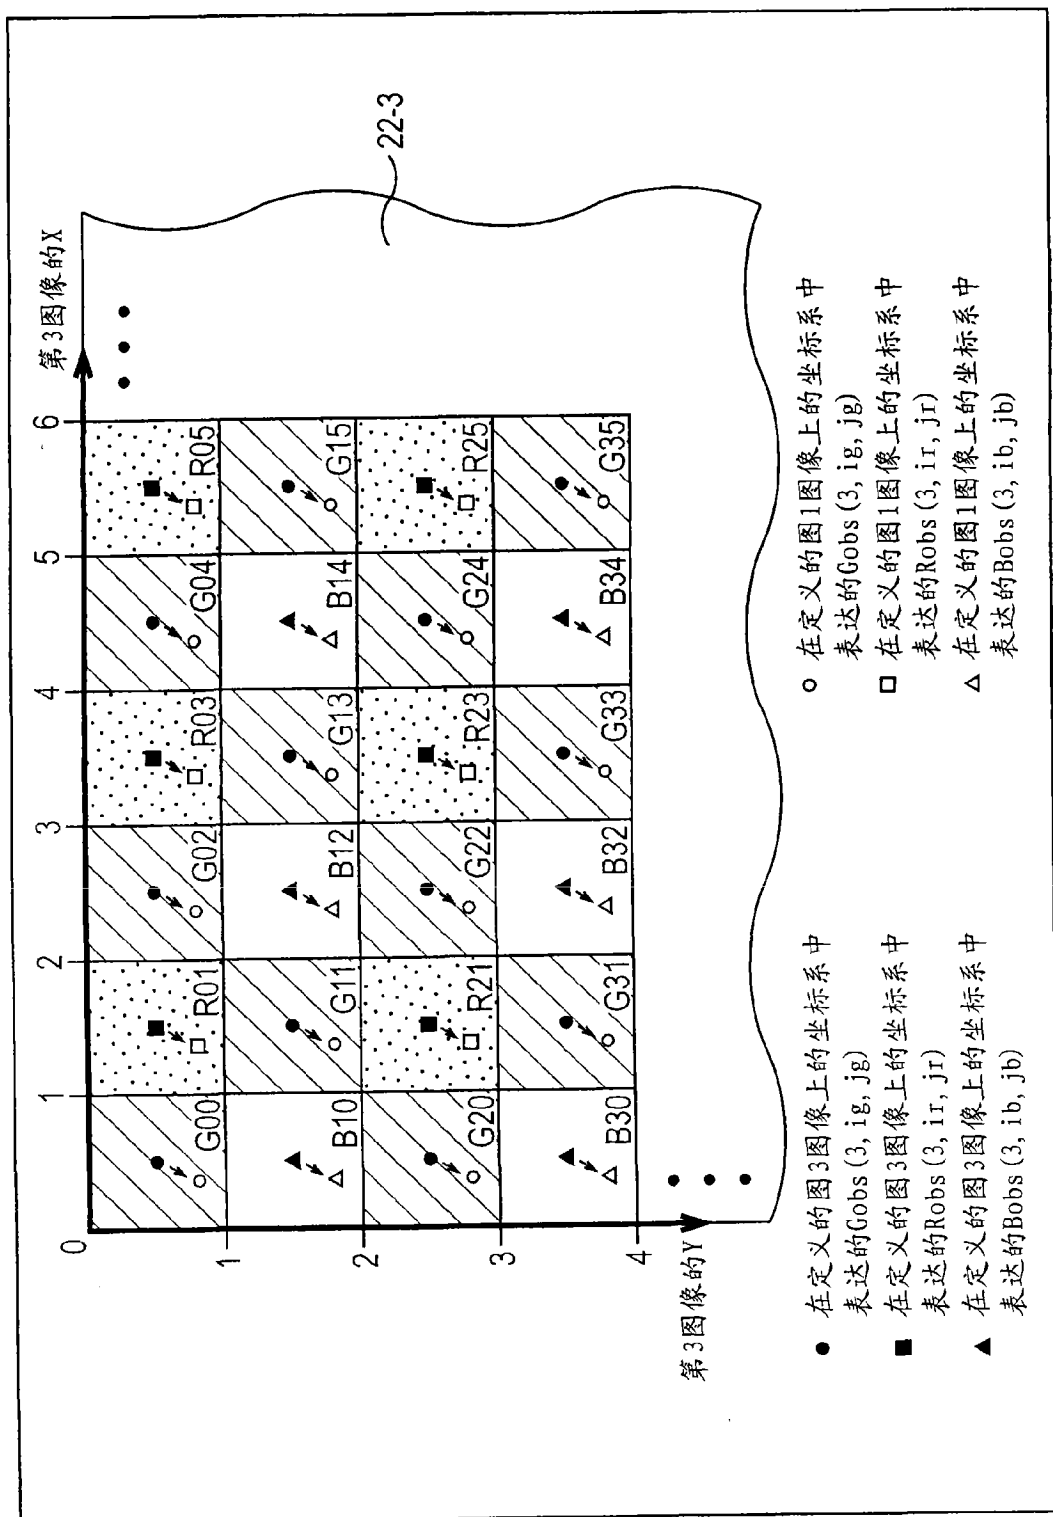 第3图像的X
22-3
0 1 2 3 4 5 6
G00 R01 G02 R03 G04 R05
1
B10 G11 B12 G13 B14 G15
2
G20 R21 G22 R23 G24 R25
3
B30 G31 B32 G33 B34 G35
4
第3图像的Y
● 在定义的图3图像上的坐标系中
表达的Gobs(3,ig,jg)
■ 在定义的图3图像上的坐标系中
表达的Robs(3,ir,jr)
▲ 在定义的图3图像上的坐标系中
表达的Bobs(3,ib,jb)
○ 在定义的图1图像上的坐标系中
表达的Gobs(3,ig,jg)
□ 在定义的图1图像上的坐标系中
表达的Robs(3,ir,jr)
△ 在定义的图1图像上的坐标系中
表达的Bobs(3,ib,jb)